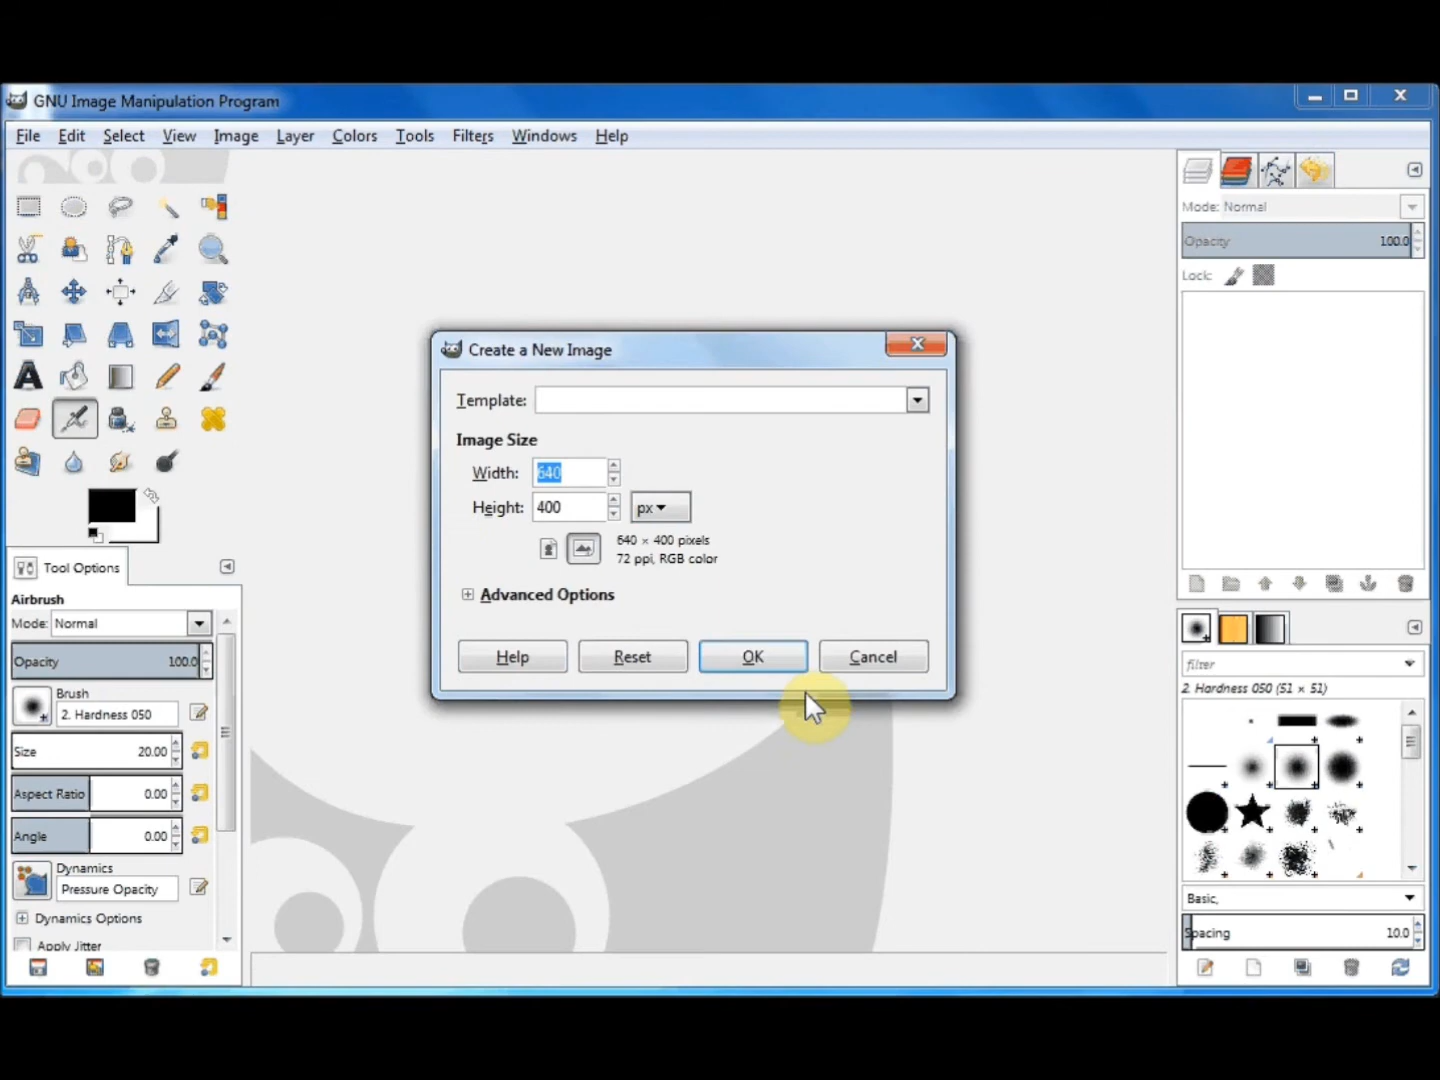 GNU Image Manipulation Program
File Edit Select View Image Layer Colors Tools Filters Windows Help
Mode: Normal
Opacity 100.0
Lock:
Create a New Image
Template:
Image Size
Width: 640
Height: 400 px
640 × 400 pixels
72 ppi, RGB color
Advanced Options
Help Reset OK Cancel
Tool Options
Airbrush
Mode: Normal
Opacity 100.0
Brush
2. Hardness 050
Size 20.00
Aspect Ratio 0.00
Angle 0.00
Dynamics
Pressure Opacity
Dynamics Options
Apply Jitter
filter
2. Hardness 050 (51 × 51)
Basic,
Spacing 10.0